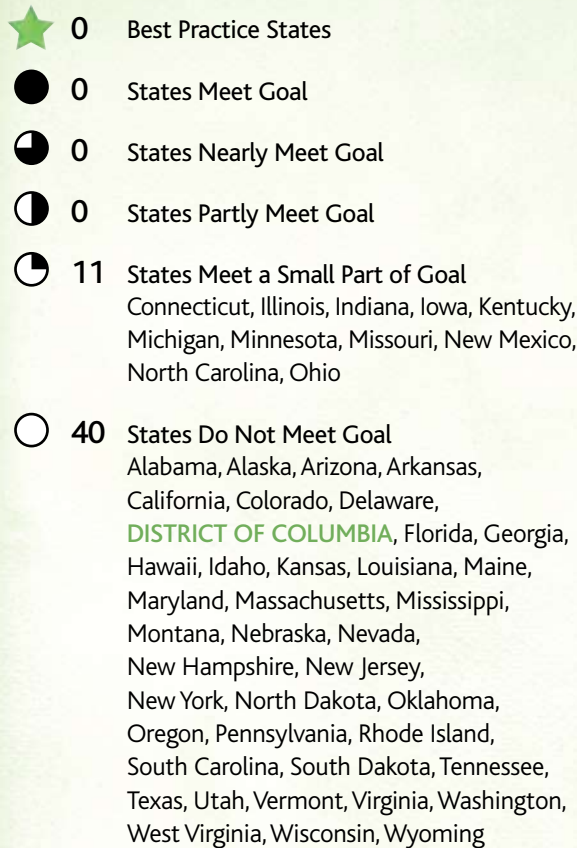 0 Best Practice States
0 States Meet Goal
0 States Nearly Meet Goal
0 States Partly Meet Goal
11 States Meet a Small Part of Goal
Connecticut, Illinois, Indiana, Iowa, Kentucky,
Michigan, Minnesota, Missouri, New Mexico,
North Carolina, Ohio
40 States Do Not Meet Goal
Alabama, Alaska, Arizona, Arkansas,
California, Colorado, Delaware,
DISTRICT OF COLUMBIA, Florida, Georgia,
Hawaii, Idaho, Kansas, Louisiana, Maine,
Maryland, Massachusetts, Mississippi,
Montana, Nebraska, Nevada,
New Hampshire, New Jersey,
New York, North Dakota, Oklahoma,
Oregon, Pennsylvania, Rhode Island,
South Carolina, South Dakota, Tennessee,
Texas, Utah, Vermont, Virginia, Washington,
West Virginia, Wisconsin, Wyoming